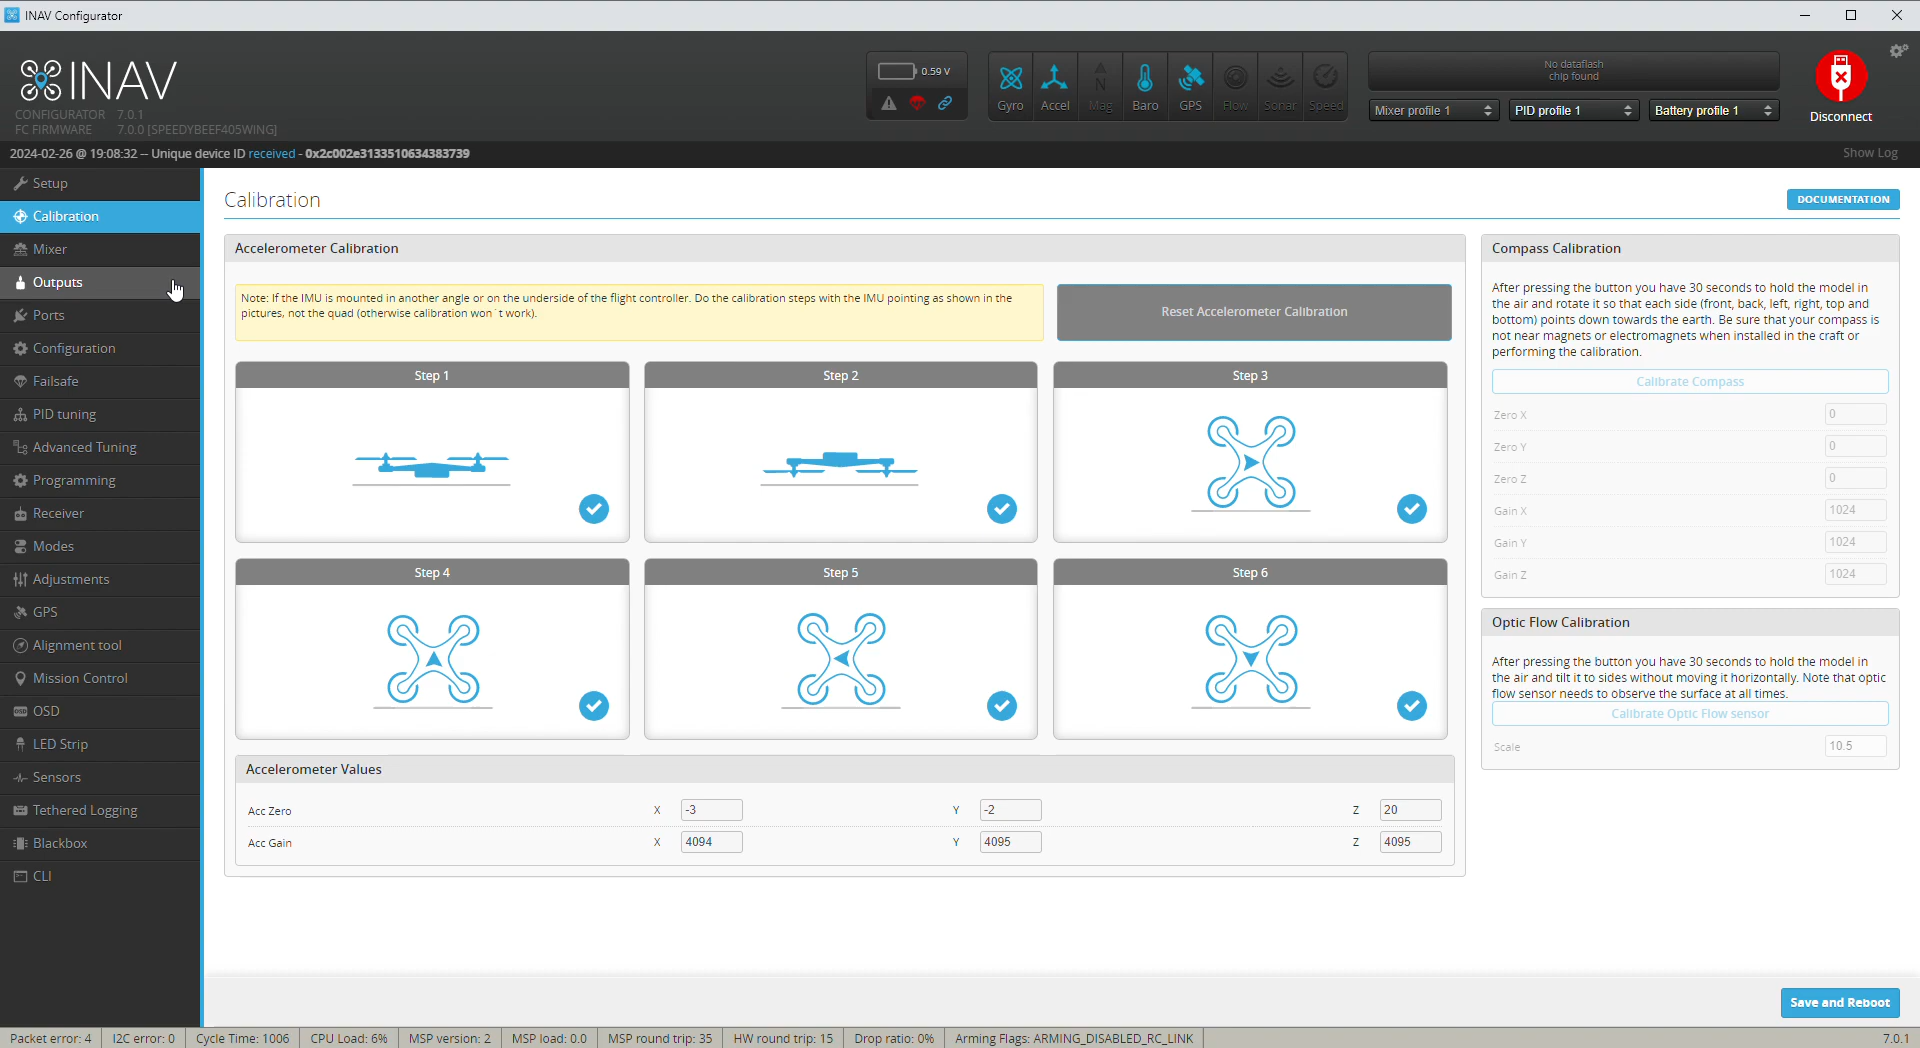 INAV Configurator
INAV
CONFIGURATOR 7.0.1
FC FIRMWARE 7.0.0 [SPEEDYBEEF405WING]
0.59 V
Gyro Accel Mag Baro GPS Flow Sonar Speed
No dataflash
chip found
Mixer profile 1 PID profile 1 Battery profile 1
Disconnect
2024-02-26 @ 19:08:32 -- Unique device ID received - 0x2c002e3133510634383739
Show Log
Setup
Calibration
Mixer
Outputs
Ports
Configuration
Failsafe
PID tuning
Advanced Tuning
Programming
Receiver
Modes
Adjustments
GPS
Alignment tool
Mission Control
OSD
LED Strip
Sensors
Tethered Logging
Blackbox
CLI
Calibration
DOCUMENTATION
Accelerometer Calibration
Note: If the IMU is mounted in another angle or on the underside of the flight controller. Do the calibration steps with the IMU pointing as shown in the
pictures, not the quad (otherwise calibration won´t work).
Reset Accelerometer Calibration
Step 1
Step 2
Step 3
Step 4
Step 5
Step 6
Accelerometer Values
Acc Zero X -3 Y -2 Z 20
Acc Gain X 4094 Y 4095 Z 4095
Compass Calibration
After pressing the button you have 30 seconds to hold the model in
the air and rotate it so that each side (front, back, left, right, top and
bottom) points down towards the earth. Be sure that your compass is
not near magnets or electromagnets when installed in the craft or
performing the calibration.
Calibrate Compass
Zero X 0
Zero Y 0
Zero Z 0
Gain X 1024
Gain Y 1024
Gain Z 1024
Optic Flow Calibration
After pressing the button you have 30 seconds to hold the model in
the air and tilt it to sides without moving it horizontally. Note that optic
flow sensor needs to observe the surface at all times.
Calibrate Optic Flow sensor
Scale 10.5
Save and Reboot
Packet error: 4 I2C error: 0 Cycle Time: 1006 CPU Load: 6% MSP version: 2 MSP load: 0.0 MSP round trip: 35 HW round trip: 15 Drop ratio: 0% Arming Flags: ARMING_DISABLED_RC_LINK 7.0.1